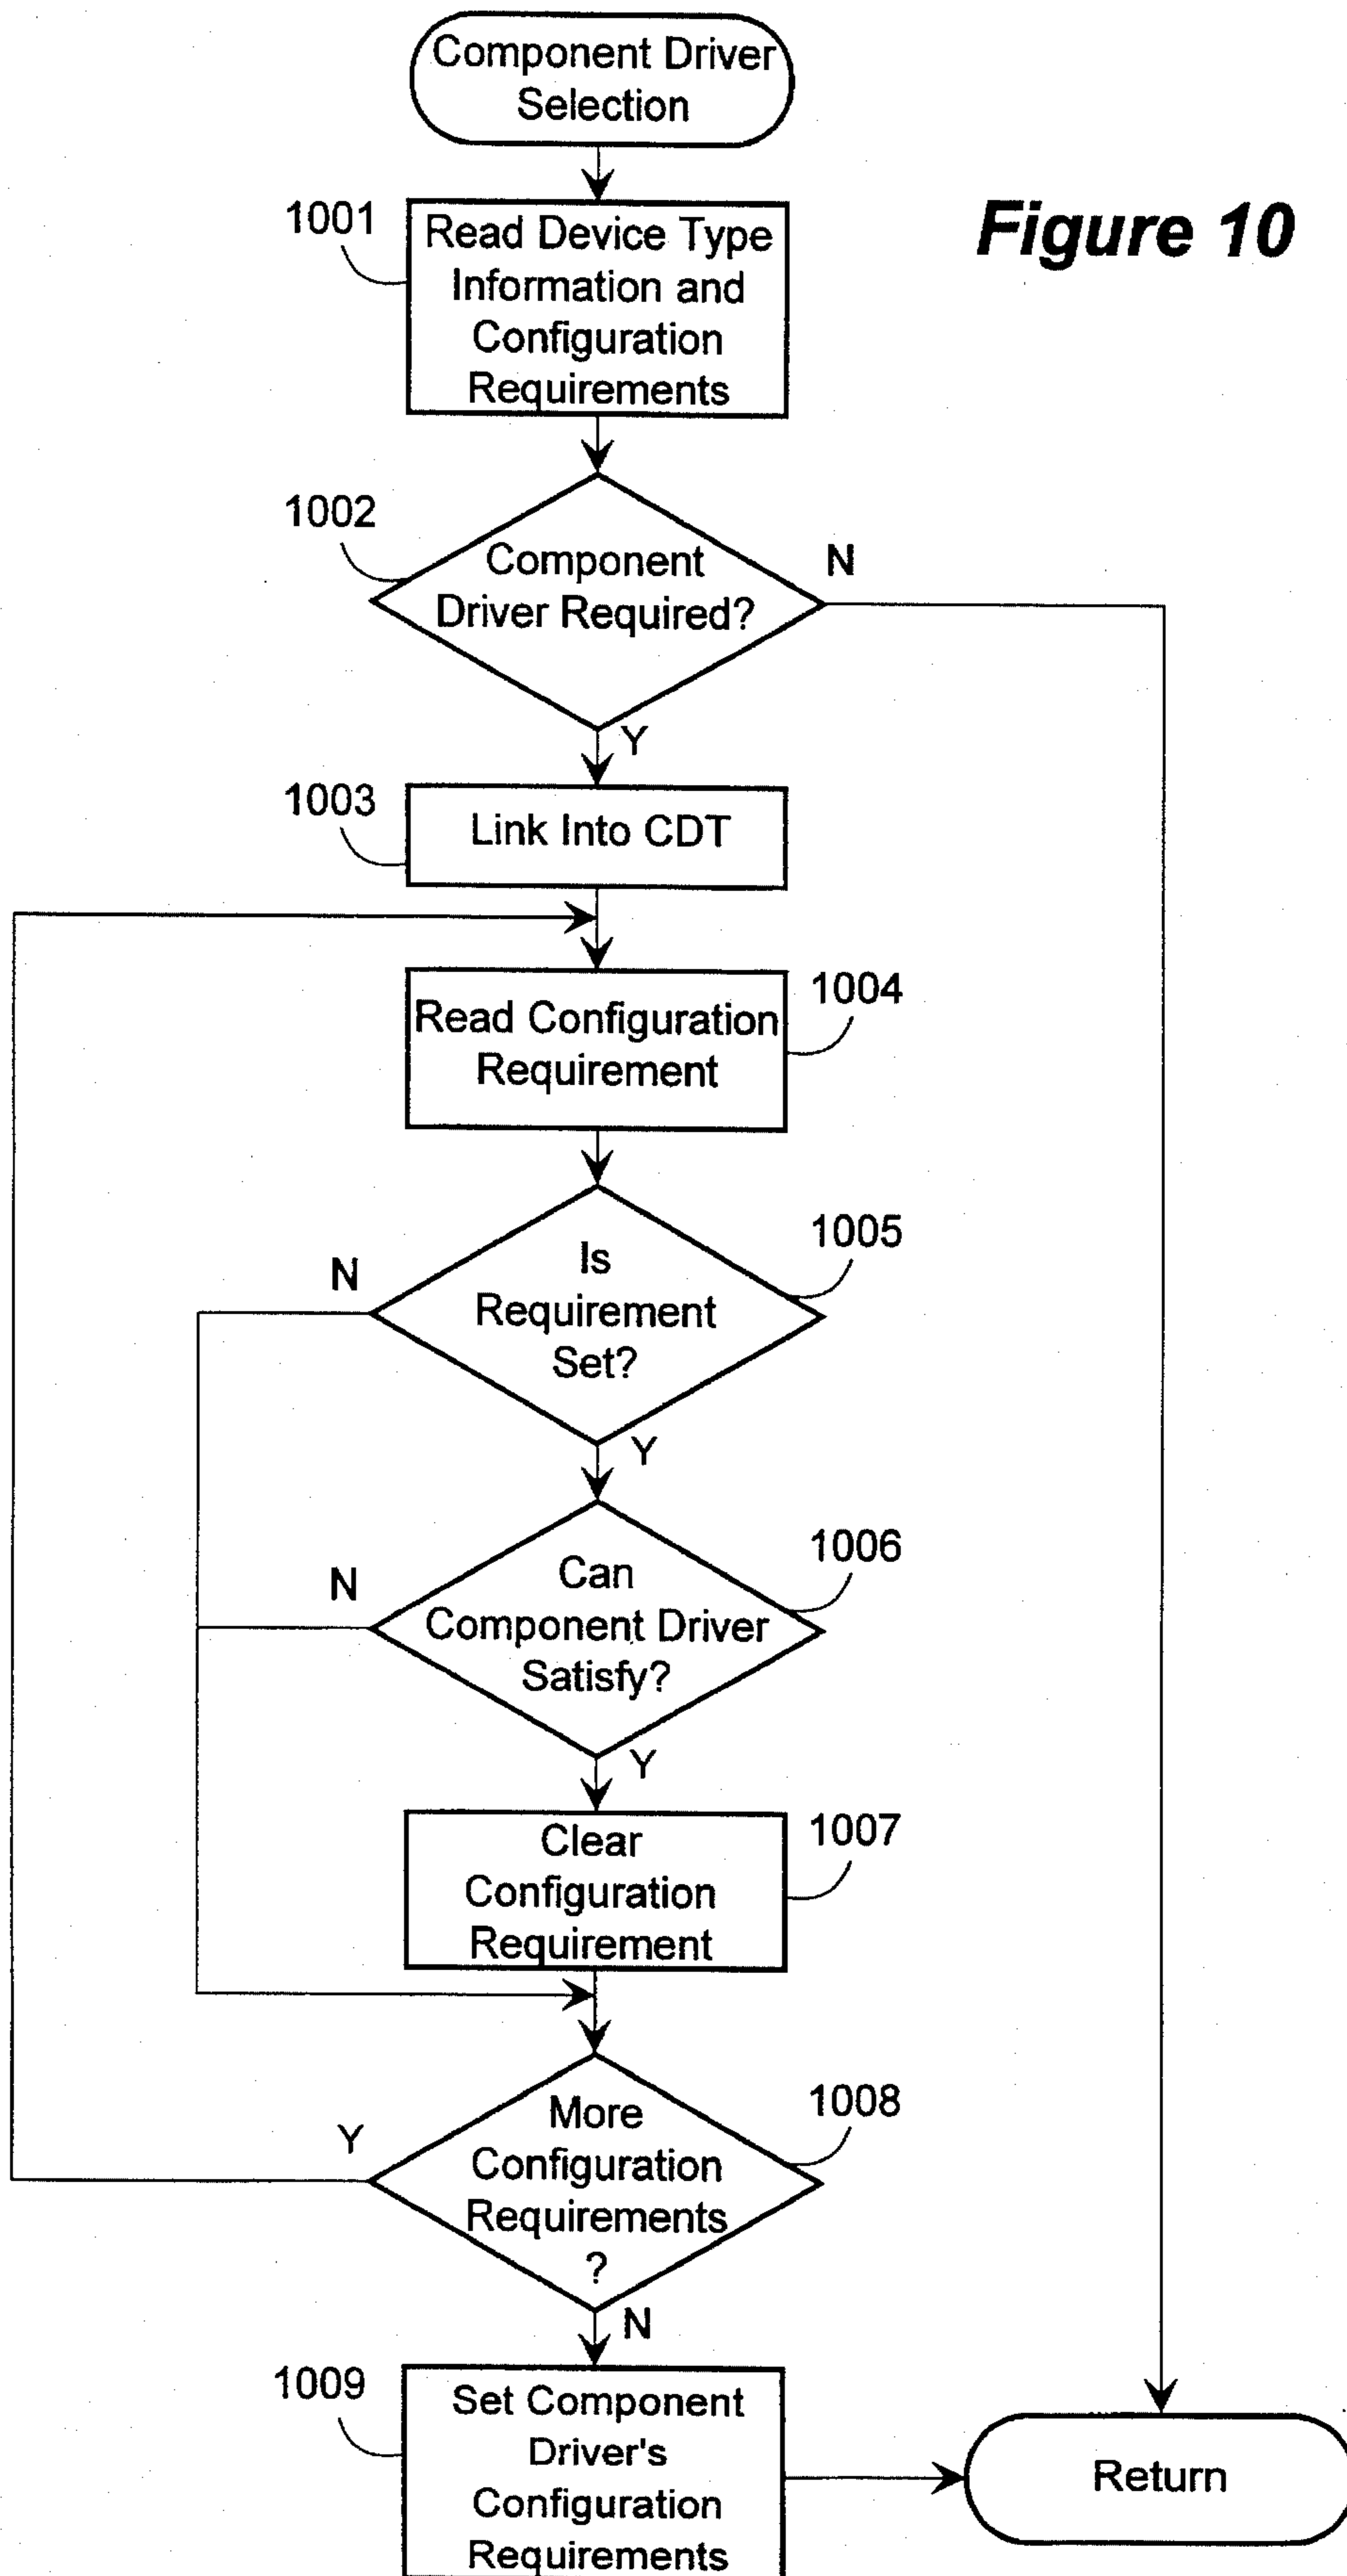 Component Driver
Selection
Figure 10
1001
Read Device Type
Information and
Configuration
Requirements
1002
Component
Driver Required?
N
Y
1003
Link Into CDT
1004
Read Configuration
Requirement
1005
Is
Requirement
Set?
N
Y
1006
Can
Component Driver
Satisfy?
N
Y
1007
Clear
Configuration
Requirement
1008
More
Configuration
Requirements
?
Y
N
1009
Set Component
Driver's
Configuration
Requirements
Return